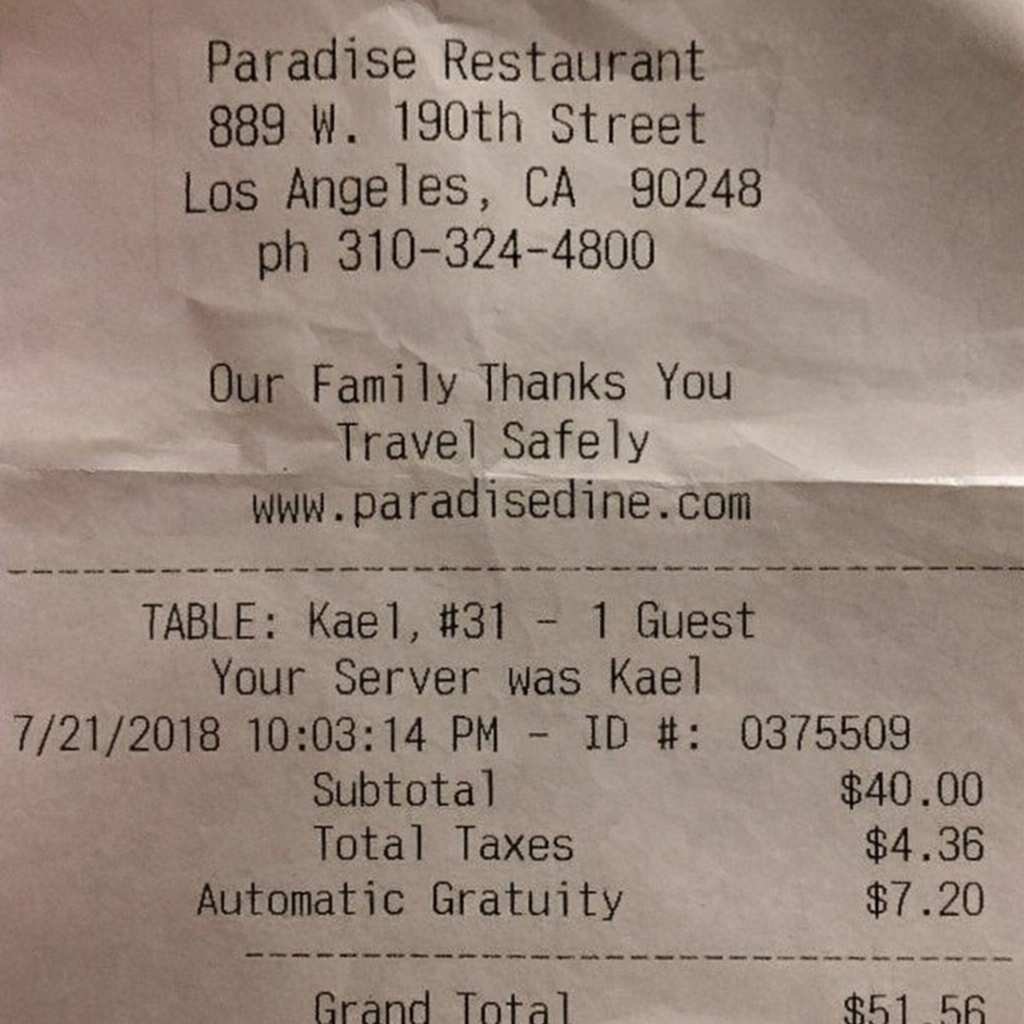 Paradise Restaurant
889 W. 190th Street
Los Angeles, CA 90248
ph 310-324-4800
Our Family Thanks You
Travel Safely
www.paradisedine.com
TABLE: Kael, #31 - 1 Guest
Your Server was Kael
7/21/2018 10:03:14 PM - ID #: 0375509
Subtotal $40.00
Total Taxes $4.36
Automatic Gratuity $7.20
Grand Total $51.56